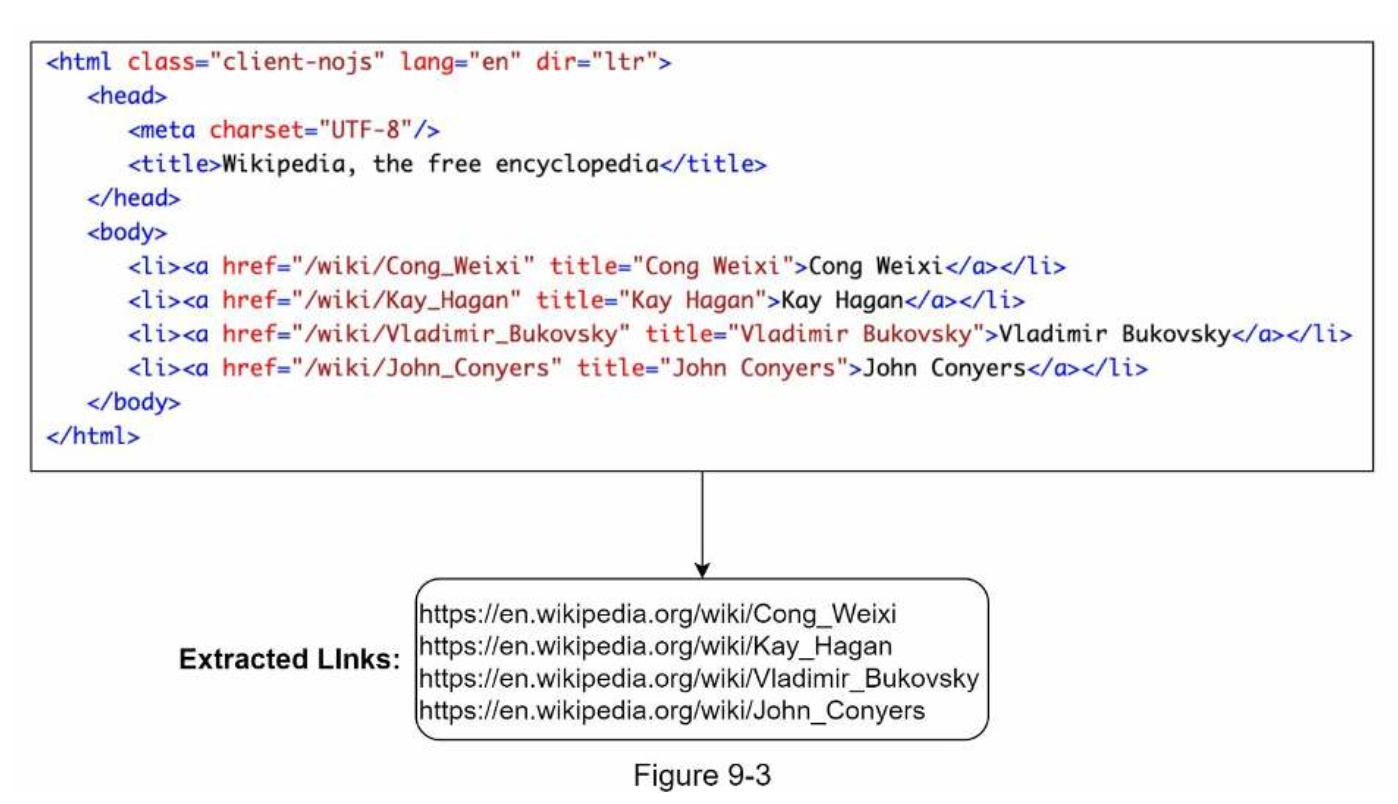 <html class="client-nojs" lang="en" dir="ltr">
<head>
<meta charset="UTF-8"/>
<title>Wikipedia, the free encyclopedia</title>
</head>
<body>
<li><a href="/wiki/Cong_Weixi" title="Cong Weixi">Cong Weixi</a></li>
<li><a href="/wiki/Kay_Hagan" title="Kay Hagan">Kay Hagan</a></li>
<li><a href="/wiki/Vladimir_Bukovsky" title="Vladimir Bukovsky">Vladimir Bukovsky</a></li>
<li><a href="/wiki/John_Conyers" title="John Conyers">John Conyers</a></li>
</body>
</html>
Extracted LInks:
https://en.wikipedia.org/wiki/Cong_Weixi
https://en.wikipedia.org/wiki/Kay_Hagan
https://en.wikipedia.org/wiki/Vladimir_Bukovsky
https://en.wikipedia.org/wiki/John_Conyers
Figure 9-3